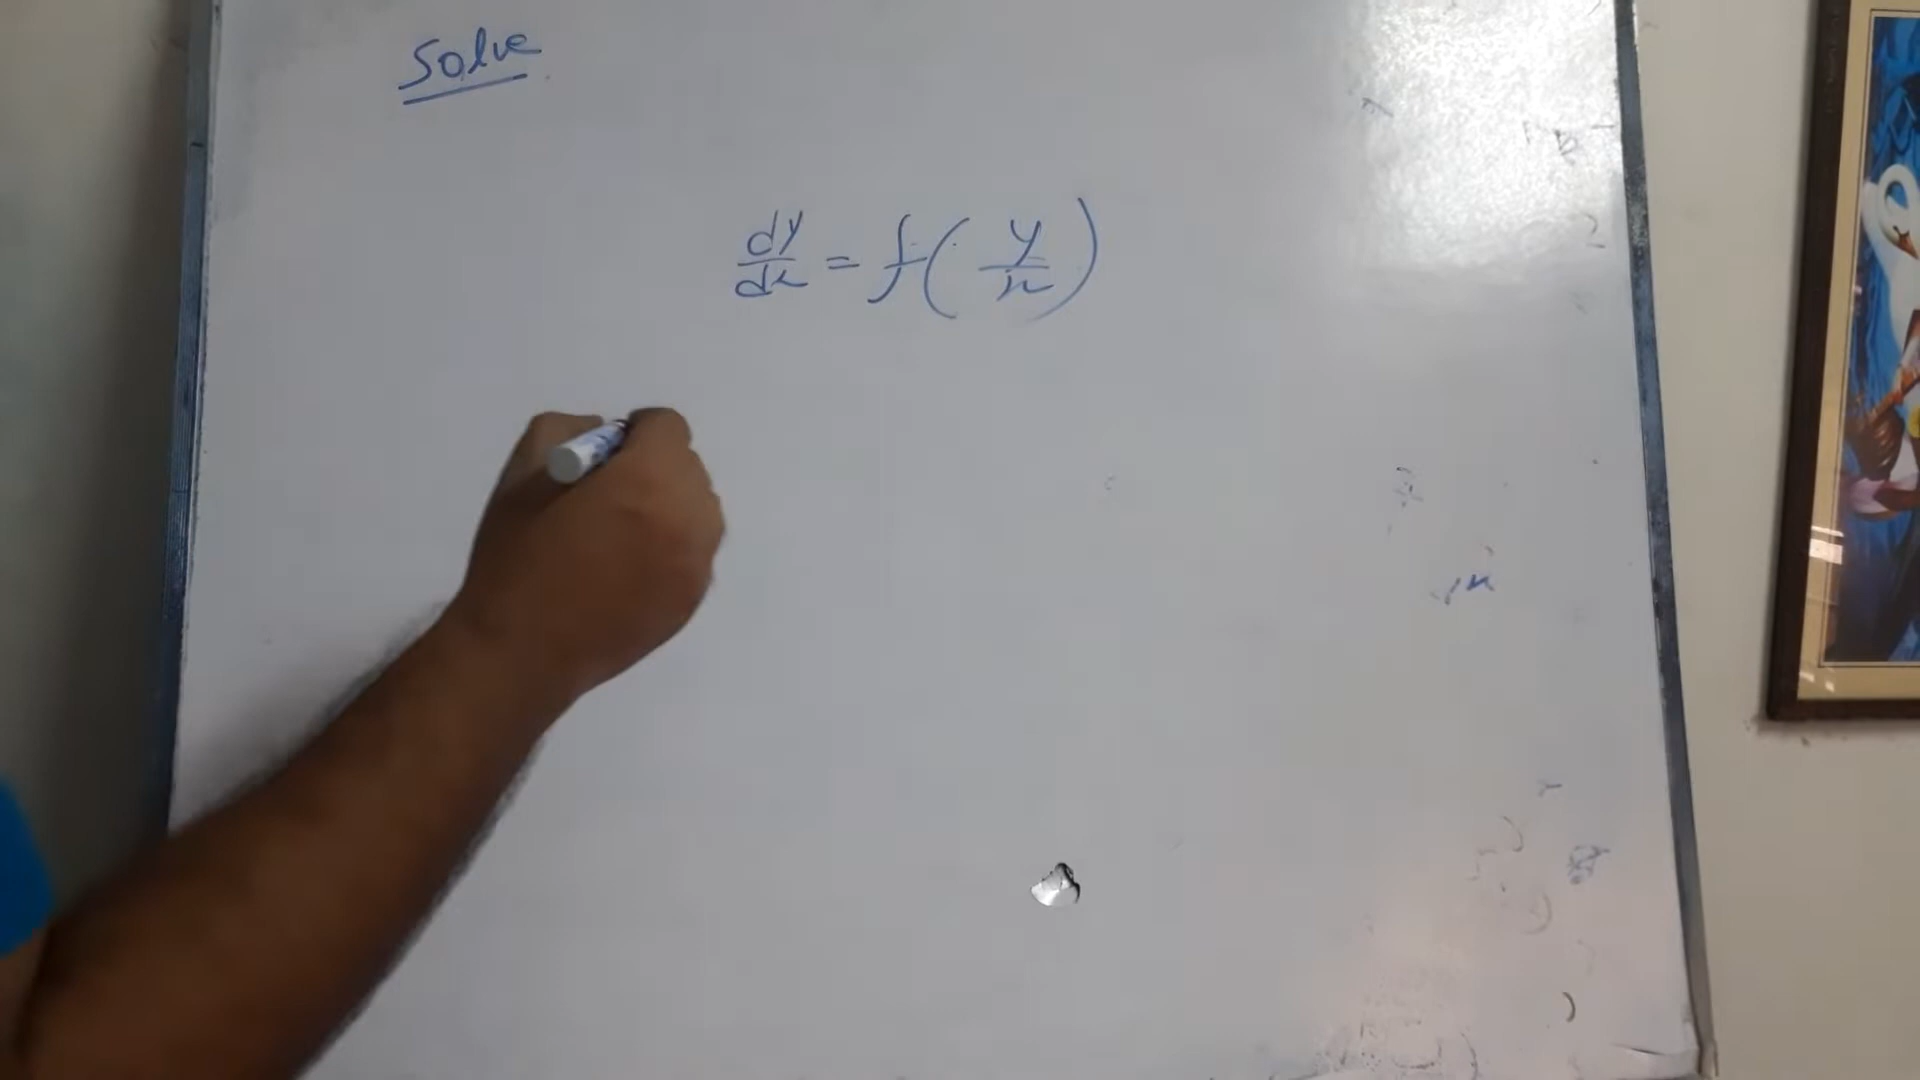 Solve
dy/dx = f(y/x)